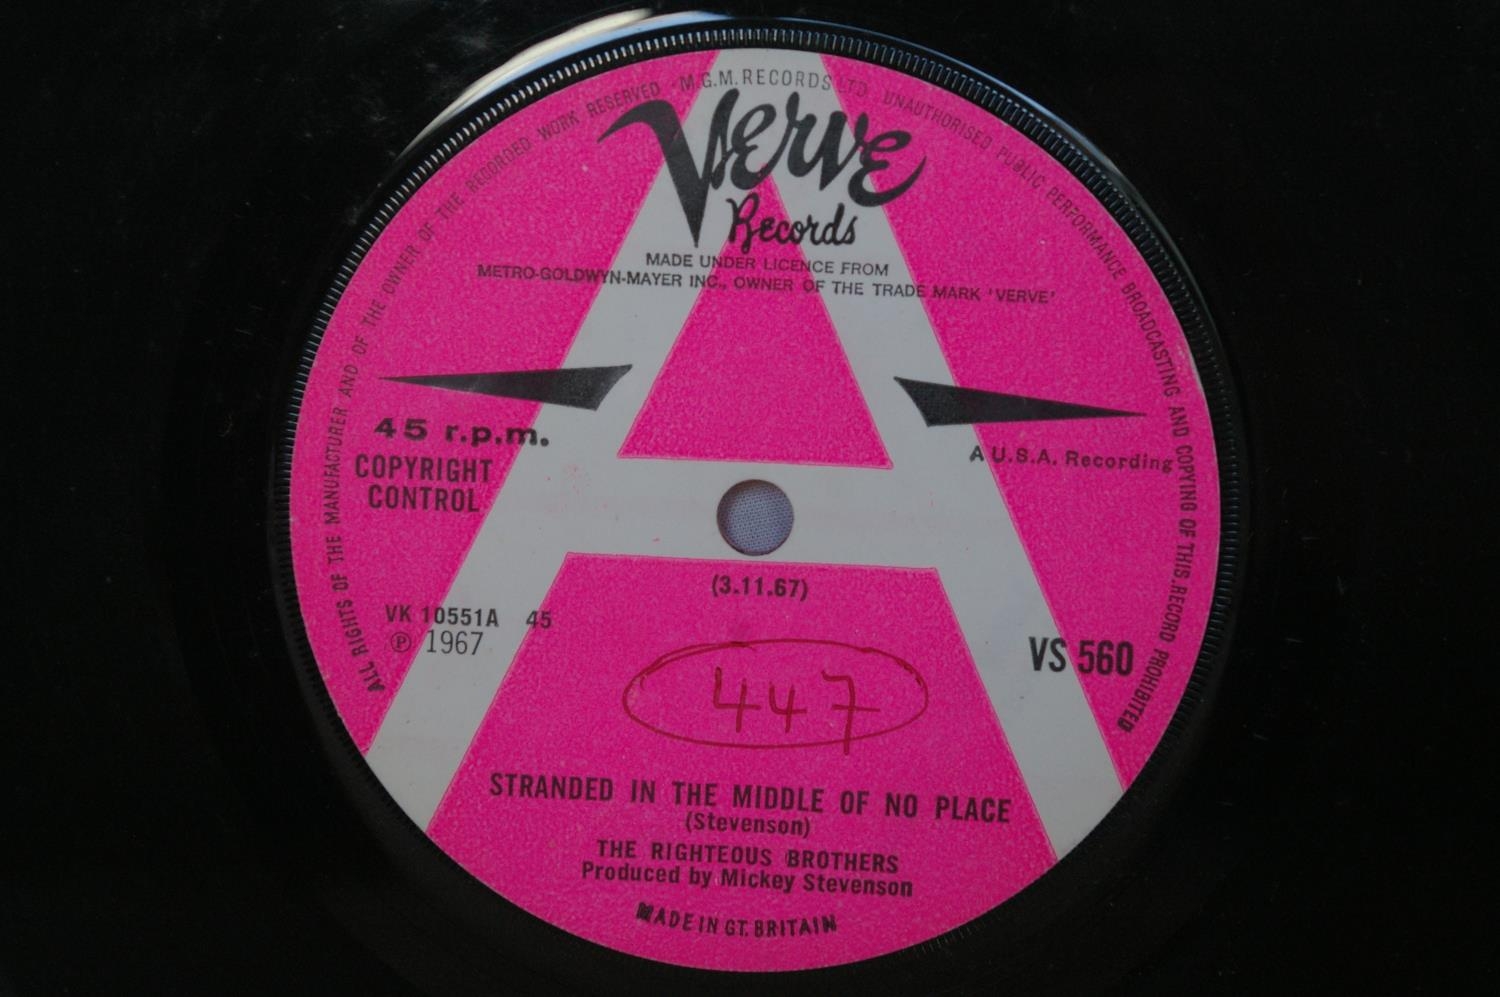 ALL RIGHTS OF THE MANUFACTURER AND OF THE OWNER OF THE RECORDED WORK RESERVED · M.G.M. RECORDS LTD · UNAUTHORISED PUBLIC PERFORMANCE BROADCASTING AND COPYING OF THIS RECORD PROHIBITED
Verve
Records
MADE UNDER LICENCE FROM
METRO-GOLDWYN-MAYER INC., OWNER OF THE TRADE MARK 'VERVE'
45 r.p.m.
COPYRIGHT
CONTROL
A U.S.A. Recording
(3.11.67)
VK 10551A 45
℗ 1967
VS 560
447
STRANDED IN THE MIDDLE OF NO PLACE
(Stevenson)
THE RIGHTEOUS BROTHERS
Produced by Mickey Stevenson
MADE IN GT. BRITAIN